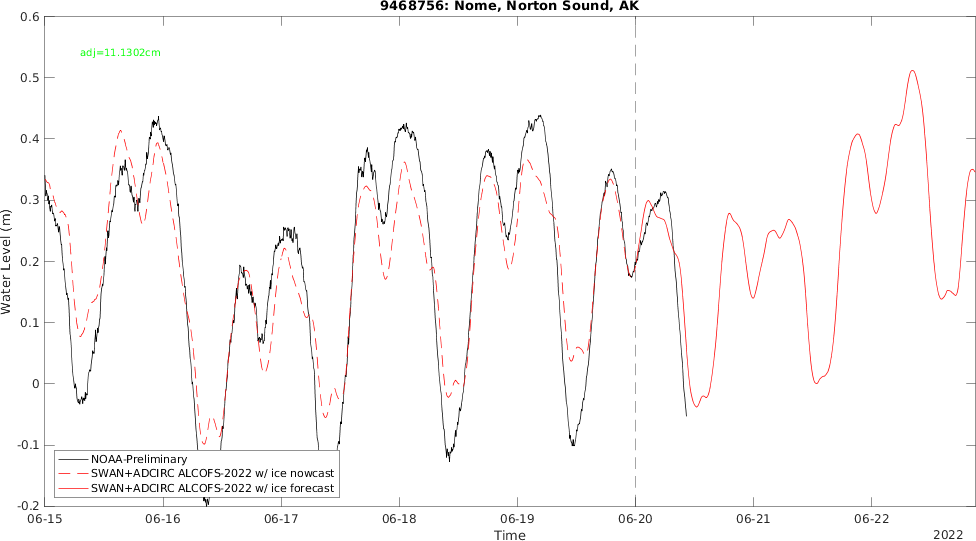 9468756: Nome, Norton Sound, AK
adj=11.1302cm
Water Level (m)
0.6
0.5
0.4
0.3
0.2
0.1
0
-0.1
-0.2
NOAA-Preliminary
SWAN+ADCIRC ALCOFS-2022 w/ ice nowcast
SWAN+ADCIRC ALCOFS-2022 w/ ice forecast
06-15 06-16 06-17 06-18 06-19 06-20 06-21 06-22
Time
2022